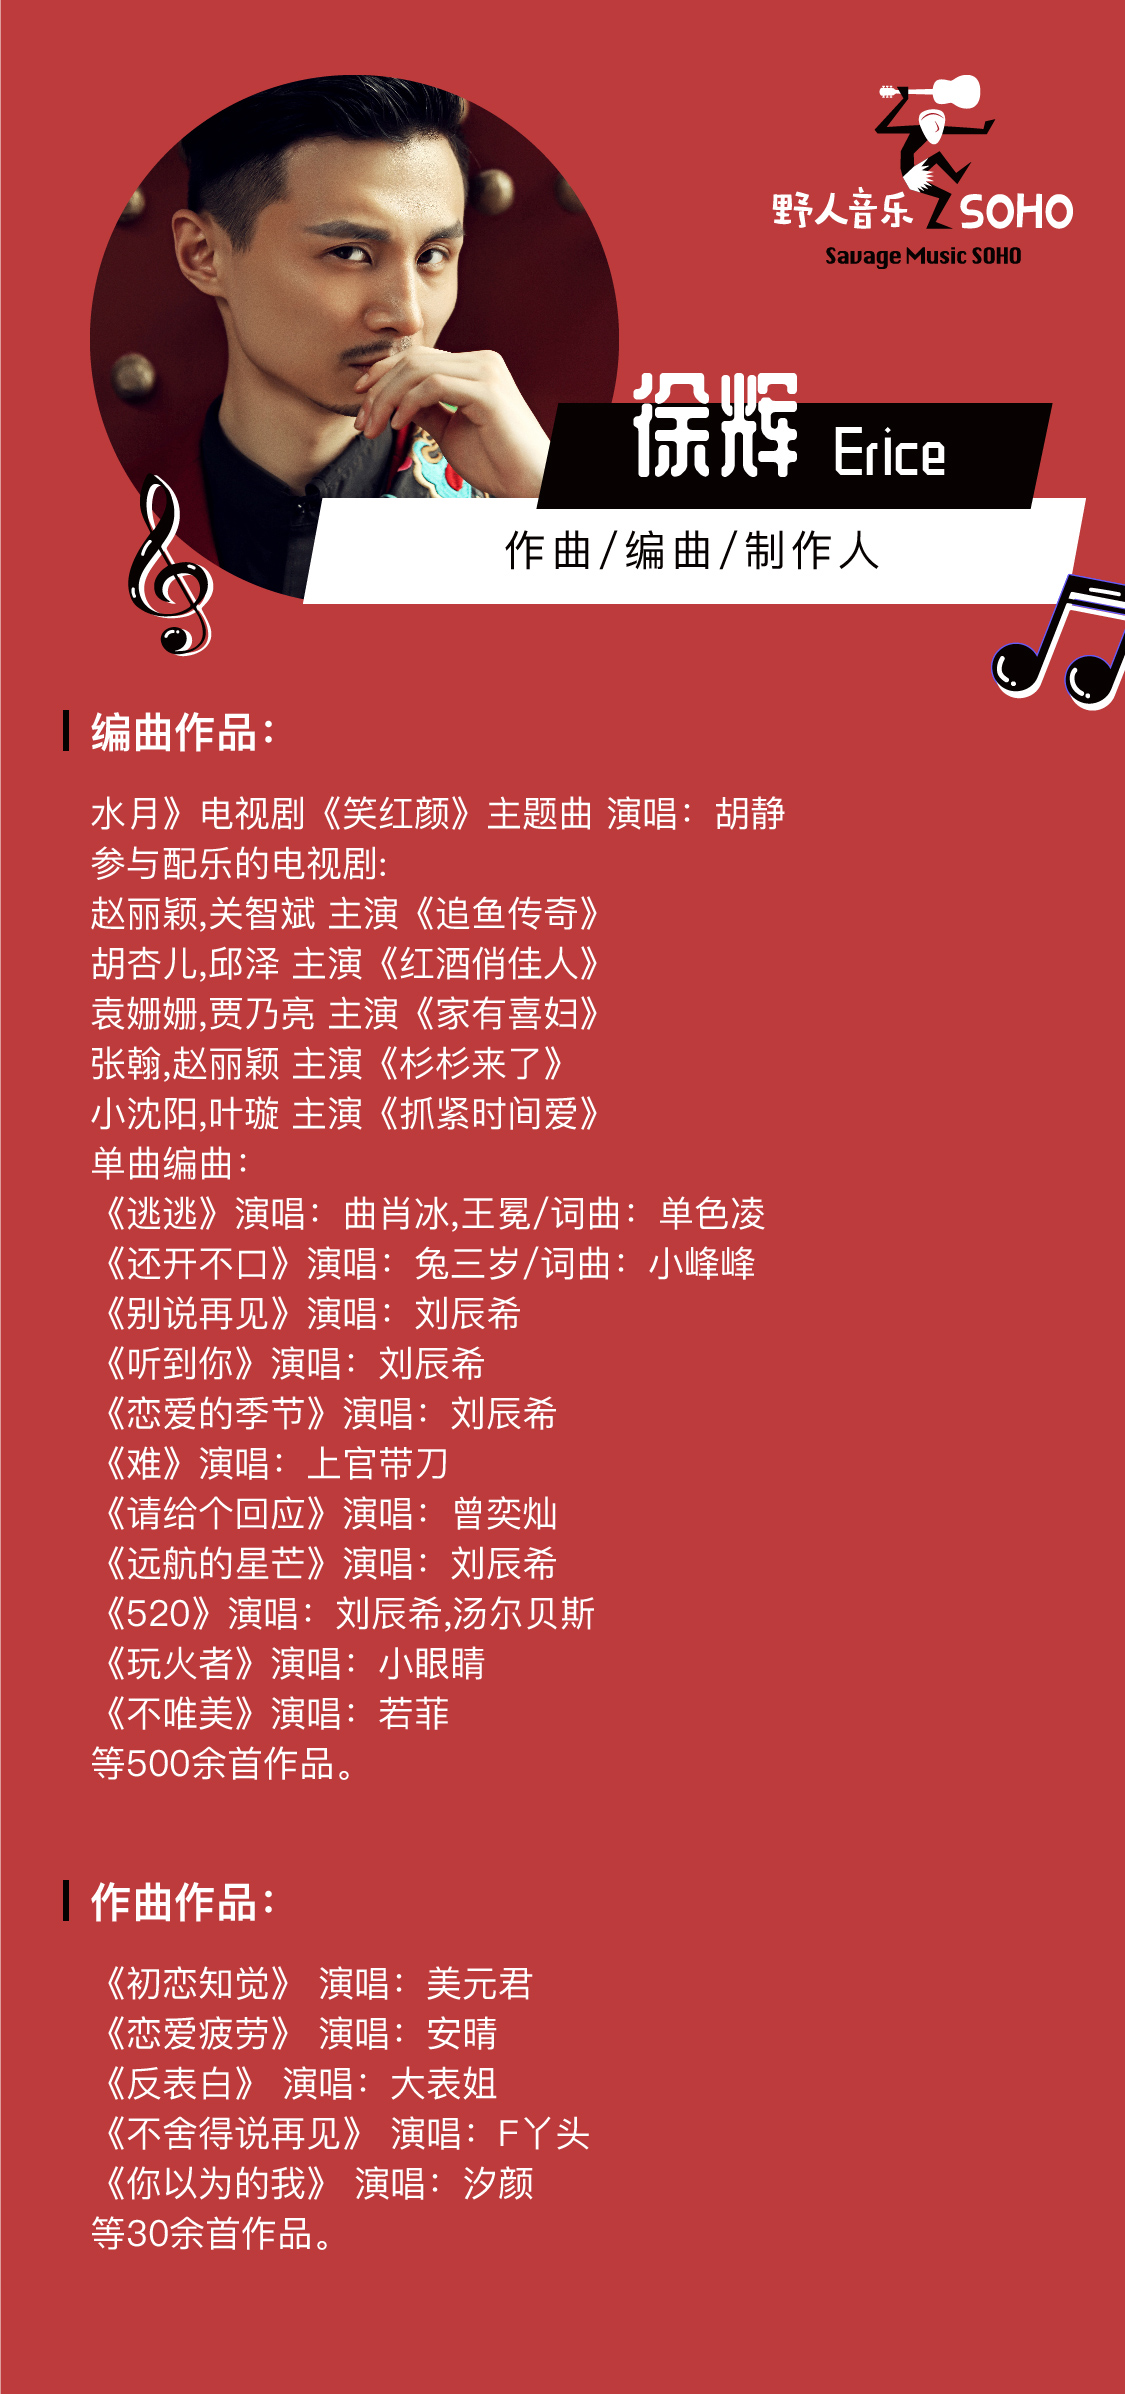 野人音乐 SOHO
Savage Music SOHO
徐辉 Erice
作曲/编曲/制作人
编曲作品：
水月》电视剧《笑红颜》主题曲 演唱：胡静
参与配乐的电视剧:
赵丽颖,关智斌 主演《追鱼传奇》
胡杏儿,邱泽 主演《红酒俏佳人》
袁姗姗,贾乃亮 主演《家有喜妇》
张翰,赵丽颖 主演《杉杉来了》
小沈阳,叶璇 主演《抓紧时间爱》
单曲编曲：
《逃逃》演唱：曲肖冰,王冕/词曲：单色凌
《还开不口》演唱：兔三岁/词曲：小峰峰
《别说再见》演唱：刘辰希
《听到你》演唱：刘辰希
《恋爱的季节》演唱：刘辰希
《难》演唱：上官带刀
《请给个回应》演唱：曾奕灿
《远航的星芒》演唱：刘辰希
《520》演唱：刘辰希,汤尔贝斯
《玩火者》演唱：小眼睛
《不唯美》演唱：若菲
等500余首作品。
作曲作品：
《初恋知觉》 演唱：美元君
《恋爱疲劳》 演唱：安晴
《反表白》 演唱：大表姐
《不舍得说再见》 演唱：F丫头
《你以为的我》 演唱：汐颜
等30余首作品。